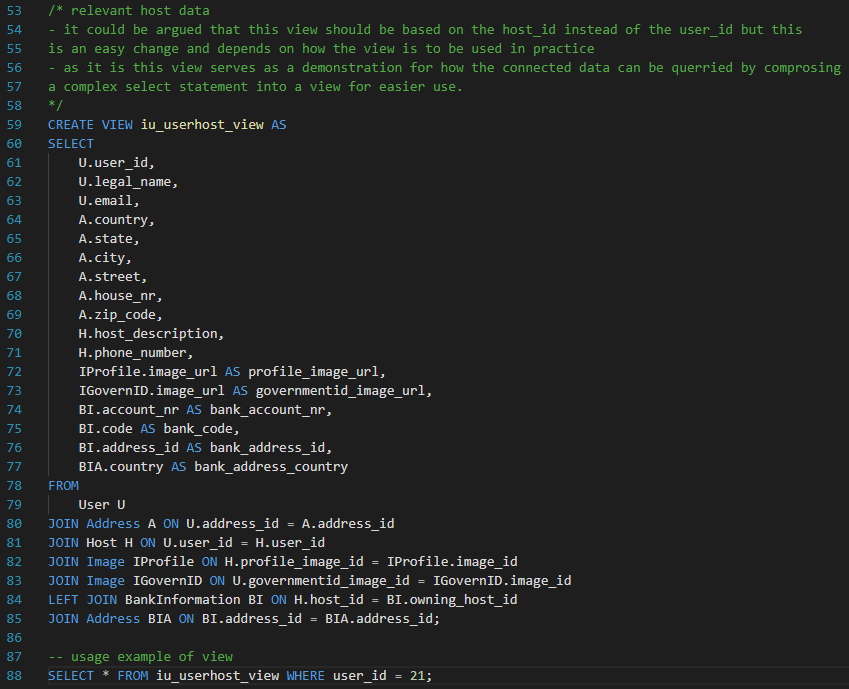 53 /* relevant host data
54 - it could be argued that this view should be based on the host_id instead of the user_id but this
55 is an easy change and depends on how the view is to be used in practice
56 - as it is this view serves as a demonstration for how the connected data can be querried by comprosing
57 a complex select statement into a view for easier use.
58 */
59 CREATE VIEW iu_userhost_view AS
60 SELECT
61 U.user_id,
62 U.legal_name,
63 U.email,
64 A.country,
65 A.state,
66 A.city,
67 A.street,
68 A.house_nr,
69 A.zip_code,
70 H.host_description,
71 H.phone_number,
72 IProfile.image_url AS profile_image_url,
73 IGovernID.image_url AS governmentid_image_url,
74 BI.account_nr AS bank_account_nr,
75 BI.code AS bank_code,
76 BI.address_id AS bank_address_id,
77 BIA.country AS bank_address_country
78 FROM
79 User U
80 JOIN Address A ON U.address_id = A.address_id
81 JOIN Host H ON U.user_id = H.user_id
82 JOIN Image IProfile ON H.profile_image_id = IProfile.image_id
83 JOIN Image IGovernID ON U.governmentid_image_id = IGovernID.image_id
84 LEFT JOIN BankInformation BI ON H.host_id = BI.owning_host_id
85 JOIN Address BIA ON BI.address_id = BIA.address_id;
86
87 -- usage example of view
88 SELECT * FROM iu_userhost_view WHERE user_id = 21;